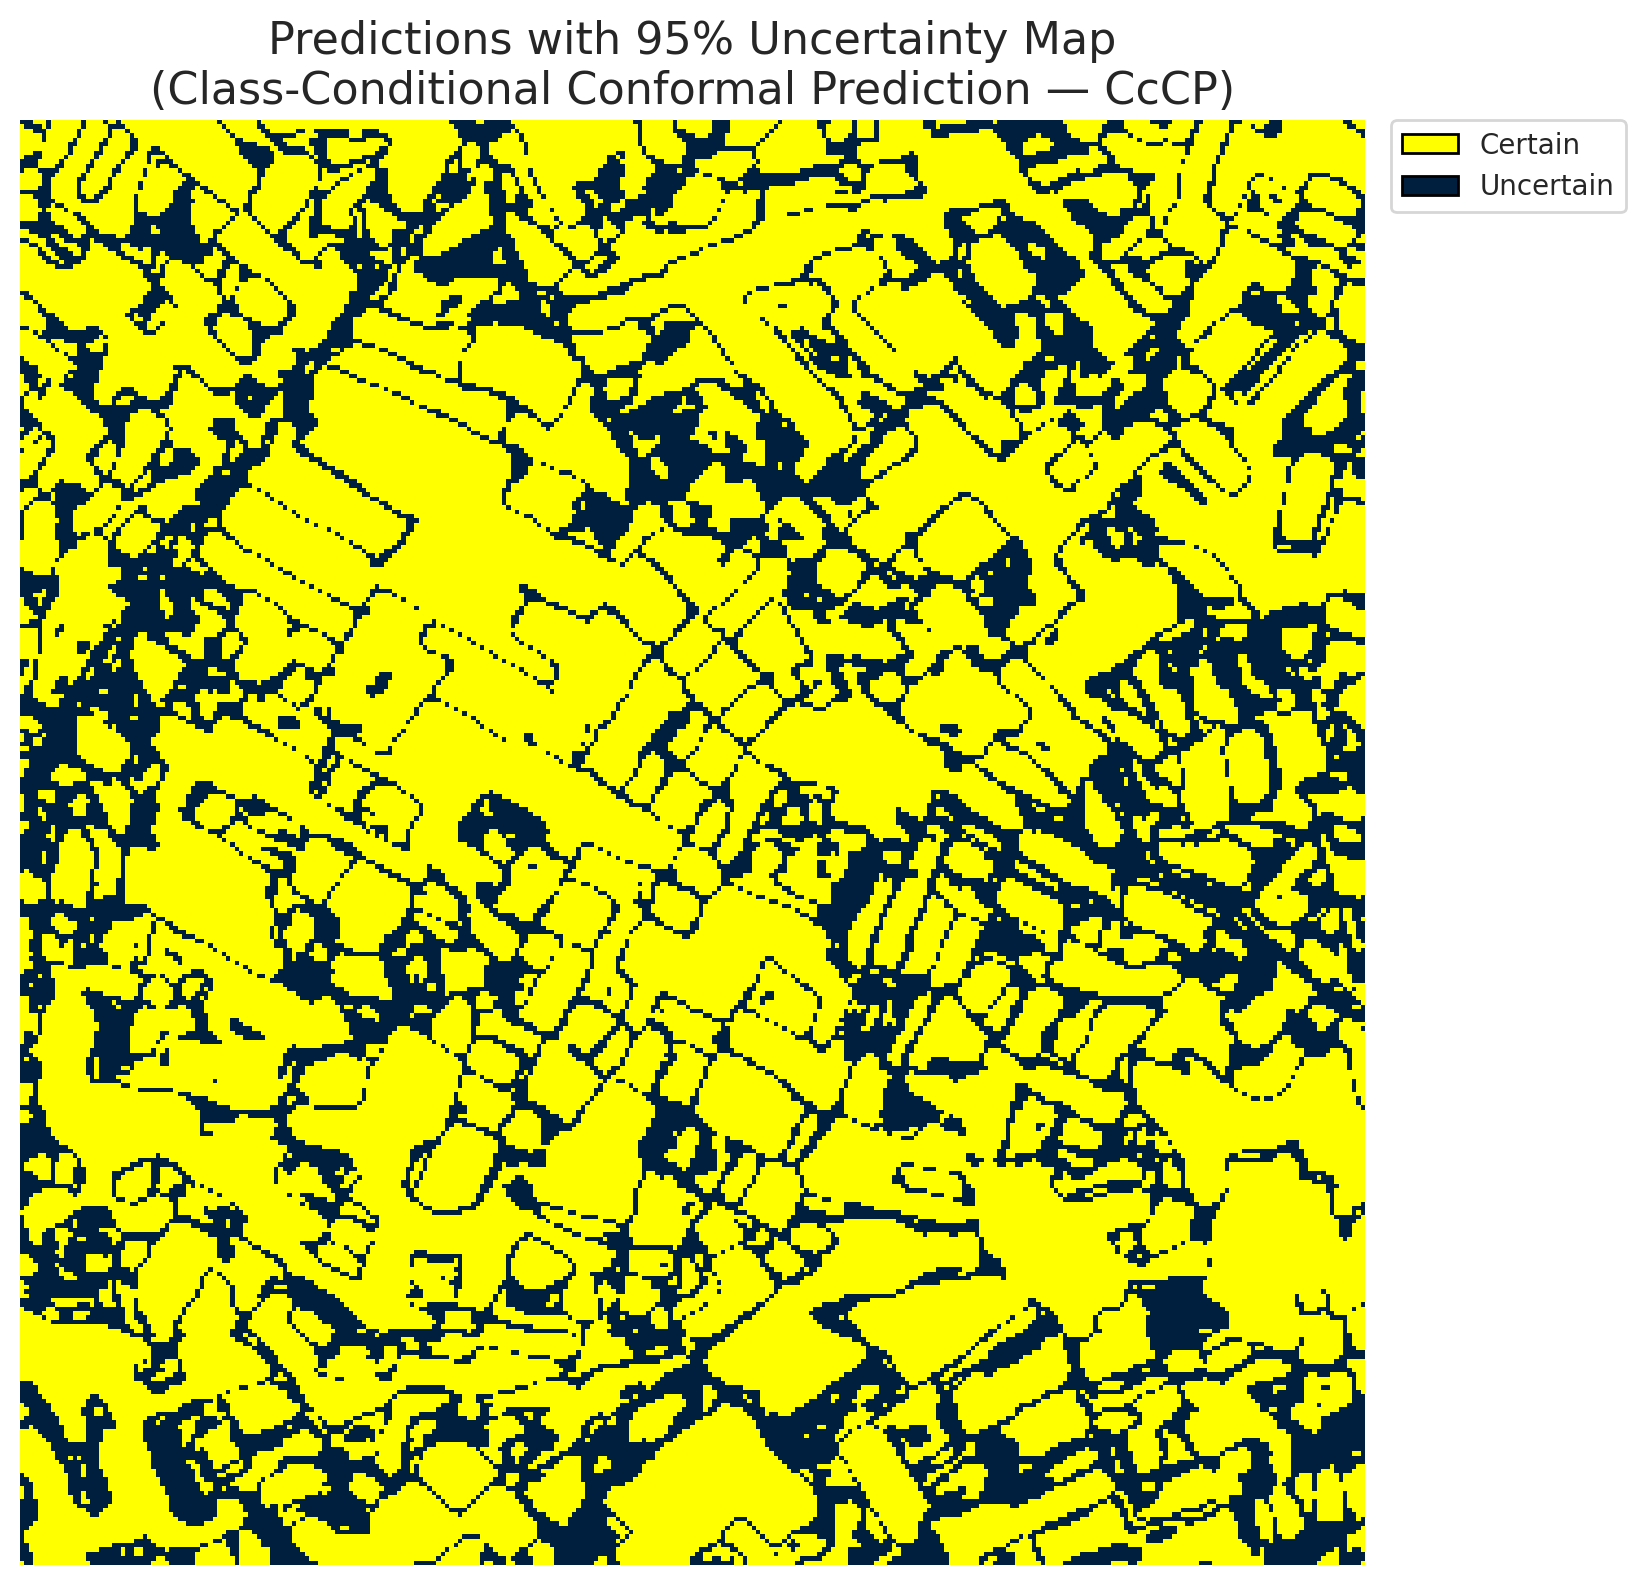 Predictions with 95% Uncertainty Map
(Class-Conditional Conformal Prediction — CcCP)
Certain
Uncertain